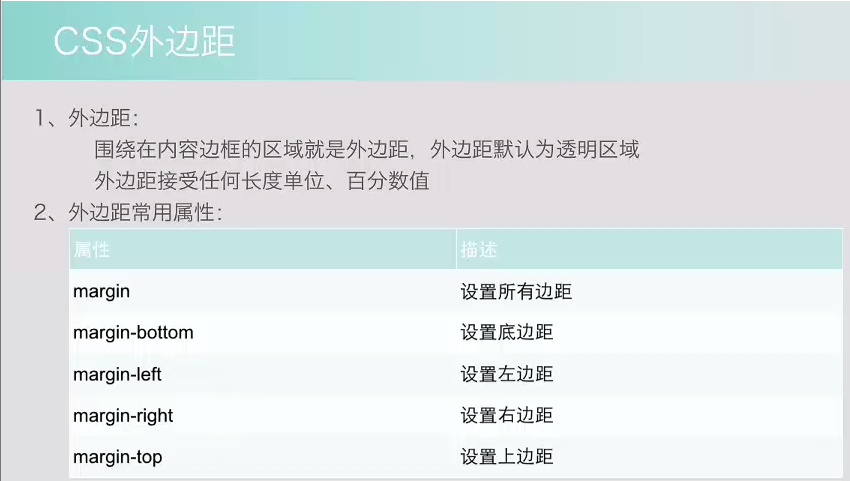 CSS外边距
1、外边距：
围绕在内容边框的区域就是外边距，外边距默认为透明区域
外边距接受任何长度单位、百分数值
2、外边距常用属性：
属性 描述
margin 设置所有边距
margin-bottom 设置底边距
margin-left 设置左边距
margin-right 设置右边距
margin-top 设置上边距